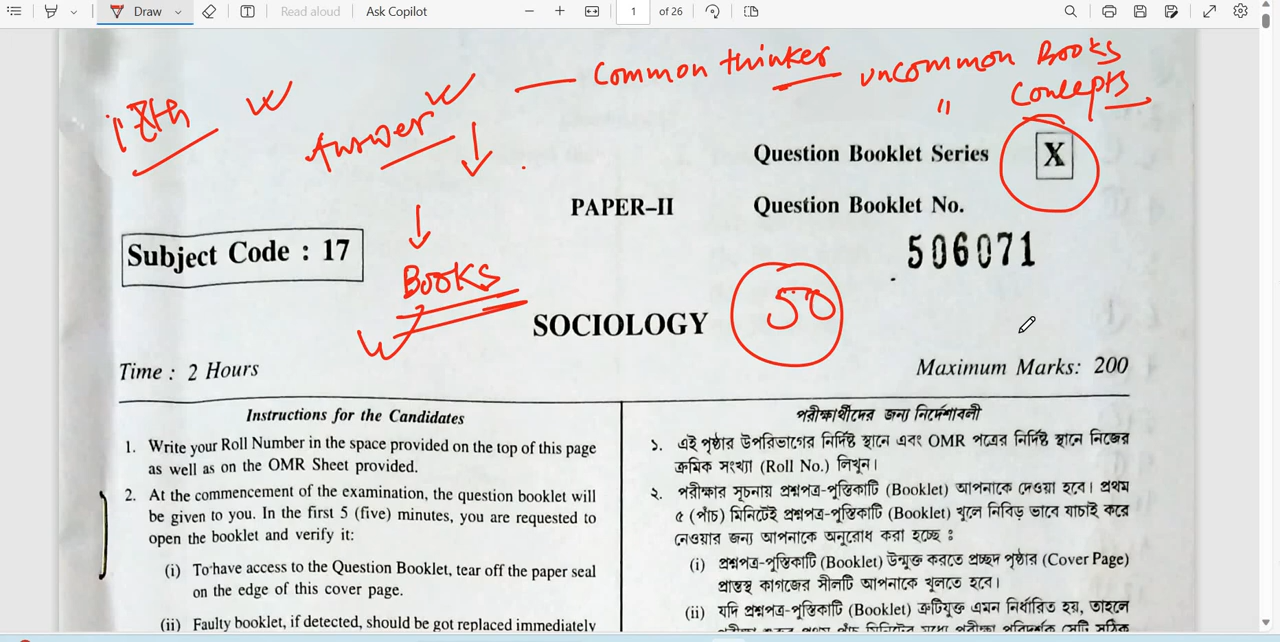 Draw
Read aloud
Ask Copilot
1
of 26
Common thinker uncommon Books
" Concepts
Answer
Question Booklet Series X
PAPER–II Question Booklet No.
506071
Subject Code : 17
Books
SOCIOLOGY 50
Time : 2 Hours Maximum Marks: 200
Instructions for the Candidates
1. Write your Roll Number in the space provided on the top of this page
as well as on the OMR Sheet provided.
2. At the commencement of the examination, the question booklet will
be given to you. In the first 5 (five) minutes, you are requested to
open the booklet and verify it:
(i) To have access to the Question Booklet, tear off the paper seal
on the edge of this cover page.
(ii) Faulty booklet, if detected, should be got replaced immediately
পরীক্ষার্থীদের জন্য নির্দেশাবলী
১. এই পৃষ্ঠার উপরিভাগের নির্দিষ্ট স্থানে এবং OMR পত্রের নির্দিষ্ট স্থানে নিজের
ক্রমিক সংখ্যা (Roll No.) লিখুন।
২. পরীক্ষার সূচনায় প্রশ্নপত্র-পুস্তিকাটি (Booklet) আপনাকে দেওয়া হবে। প্রথম
৫ (পাঁচ) মিনিটেই প্রশ্নপত্র-পুস্তিকাটি (Booklet) খুলে নিবিড় ভাবে যাচাই করে
নেওয়ার জন্য আপনাকে অনুরোধ করা হচ্ছে :
(i) প্রশ্নপত্র-পুস্তিকাটি (Booklet) উন্মুক্ত করতে প্রচ্ছদ পৃষ্ঠার (Cover Page)
প্রান্তস্থ কাগজের সীলটি আপনাকে খুলতে হবে।
(ii) যদি প্রশ্নপত্র-পুস্তিকাটি (Booklet) ত্রুটিযুক্ত এমন নির্ধারিত হয়, তাহলে